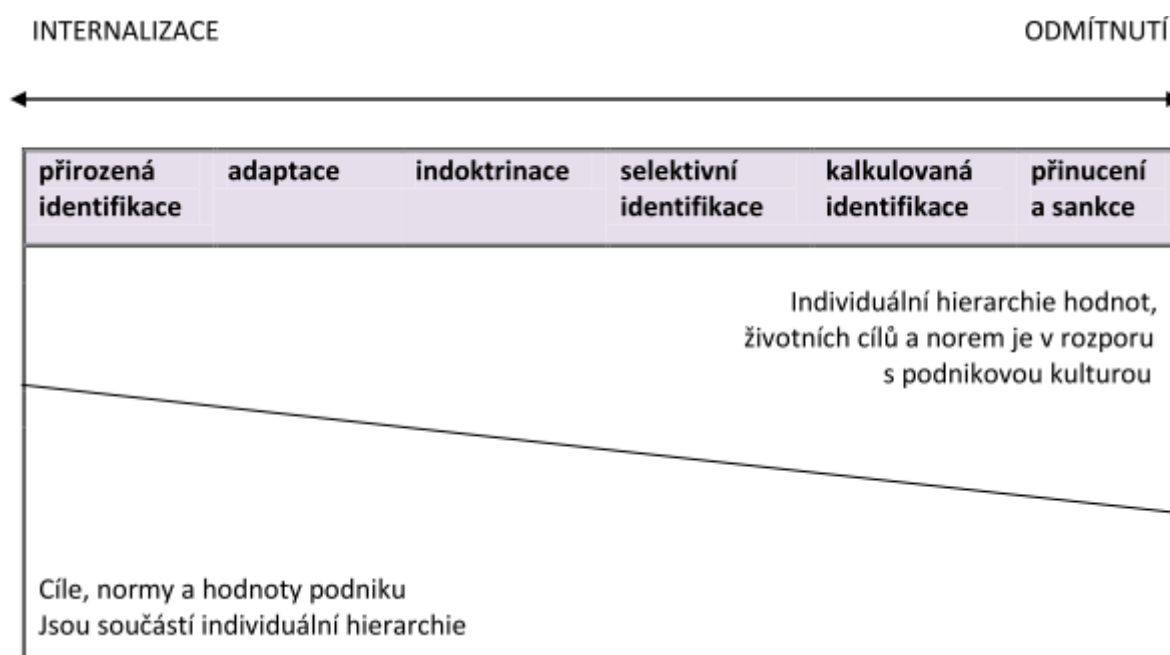 INTERNALIZACE ODMÍTNUTÍ
přirozená adaptace indoktrinace selektivní kalkulovaná přinucení
identifikace identifikace identifikace a sankce
Individuální hierarchie hodnot,
životních cílů a norem je v rozporu
s podnikovou kulturou
Cíle, normy a hodnoty podniku
Jsou součástí individuální hierarchie